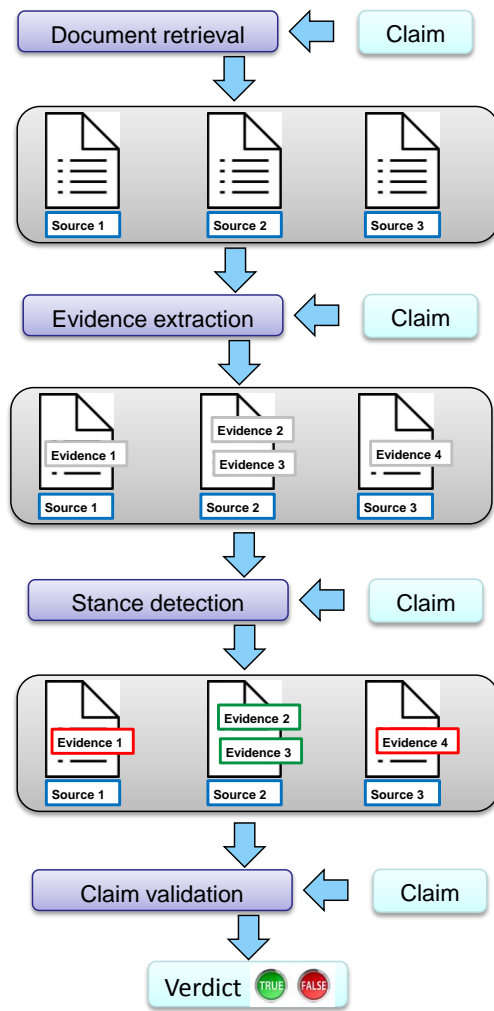 Document retrieval
Claim
Source 1
Source 2
Source 3
Evidence extraction
Claim
Evidence 1
Evidence 2
Evidence 3
Evidence 4
Source 1
Source 2
Source 3
Stance detection
Claim
Evidence 1
Evidence 2
Evidence 3
Evidence 4
Source 1
Source 2
Source 3
Claim validation
Claim
Verdict TRUE FALSE